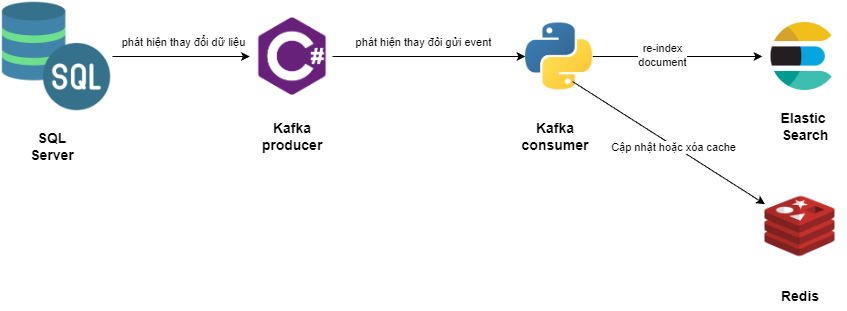 SQL
phát hiện thay đổi dữ liệu
C#
phát hiện thay đổi gửi event
re-index
document
SQL
Server
Kafka
producer
Kafka
consumer
Elastic
Search
Cập nhật hoặc xóa cache
Redis